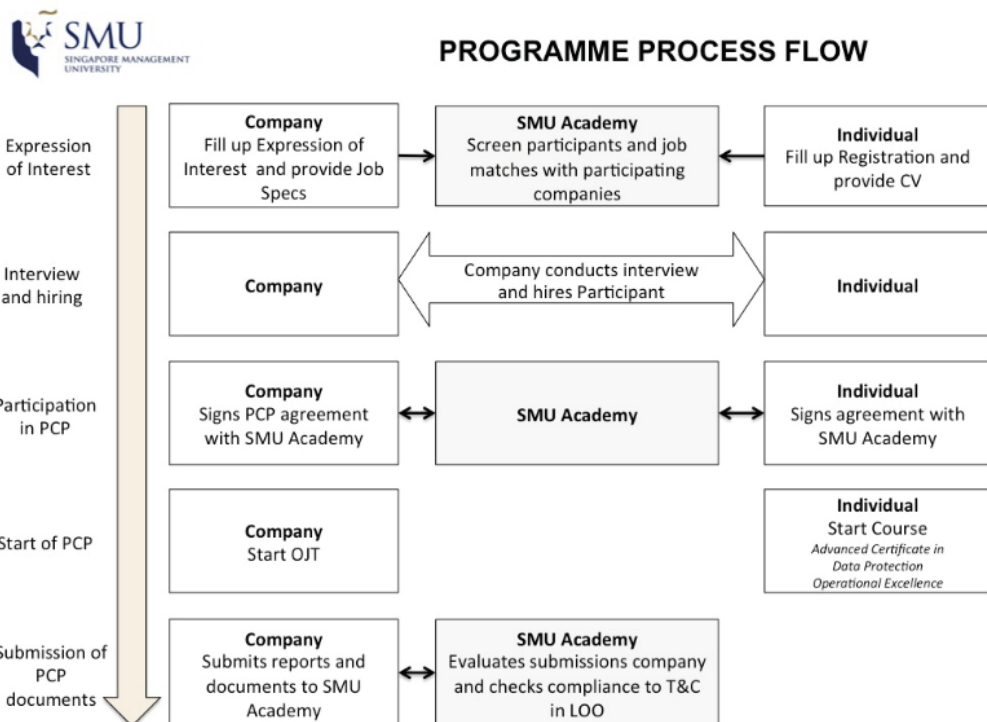 SMU
SINGAPORE MANAGEMENT
UNIVERSITY
PROGRAMME PROCESS FLOW
Expression
of Interest
Company
Fill up Expression of
Interest and provide Job
Specs
SMU Academy
Screen participants and job
matches with participating
companies
Individual
Fill up Registration and
provide CV
Interview
and hiring
Company
Company conducts interview
and hires Participant
Individual
Participation
in PCP
Company
Signs PCP agreement
with SMU Academy
SMU Academy
Individual
Signs agreement with
SMU Academy
Start of PCP
Company
Start OJT
Individual
Start Course
Advanced Certificate in
Data Protection
Operational Excellence
Submission of
PCP
documents
Company
Submits reports and
documents to SMU
Academy
SMU Academy
Evaluates submissions company
and checks compliance to T&C
in LOO